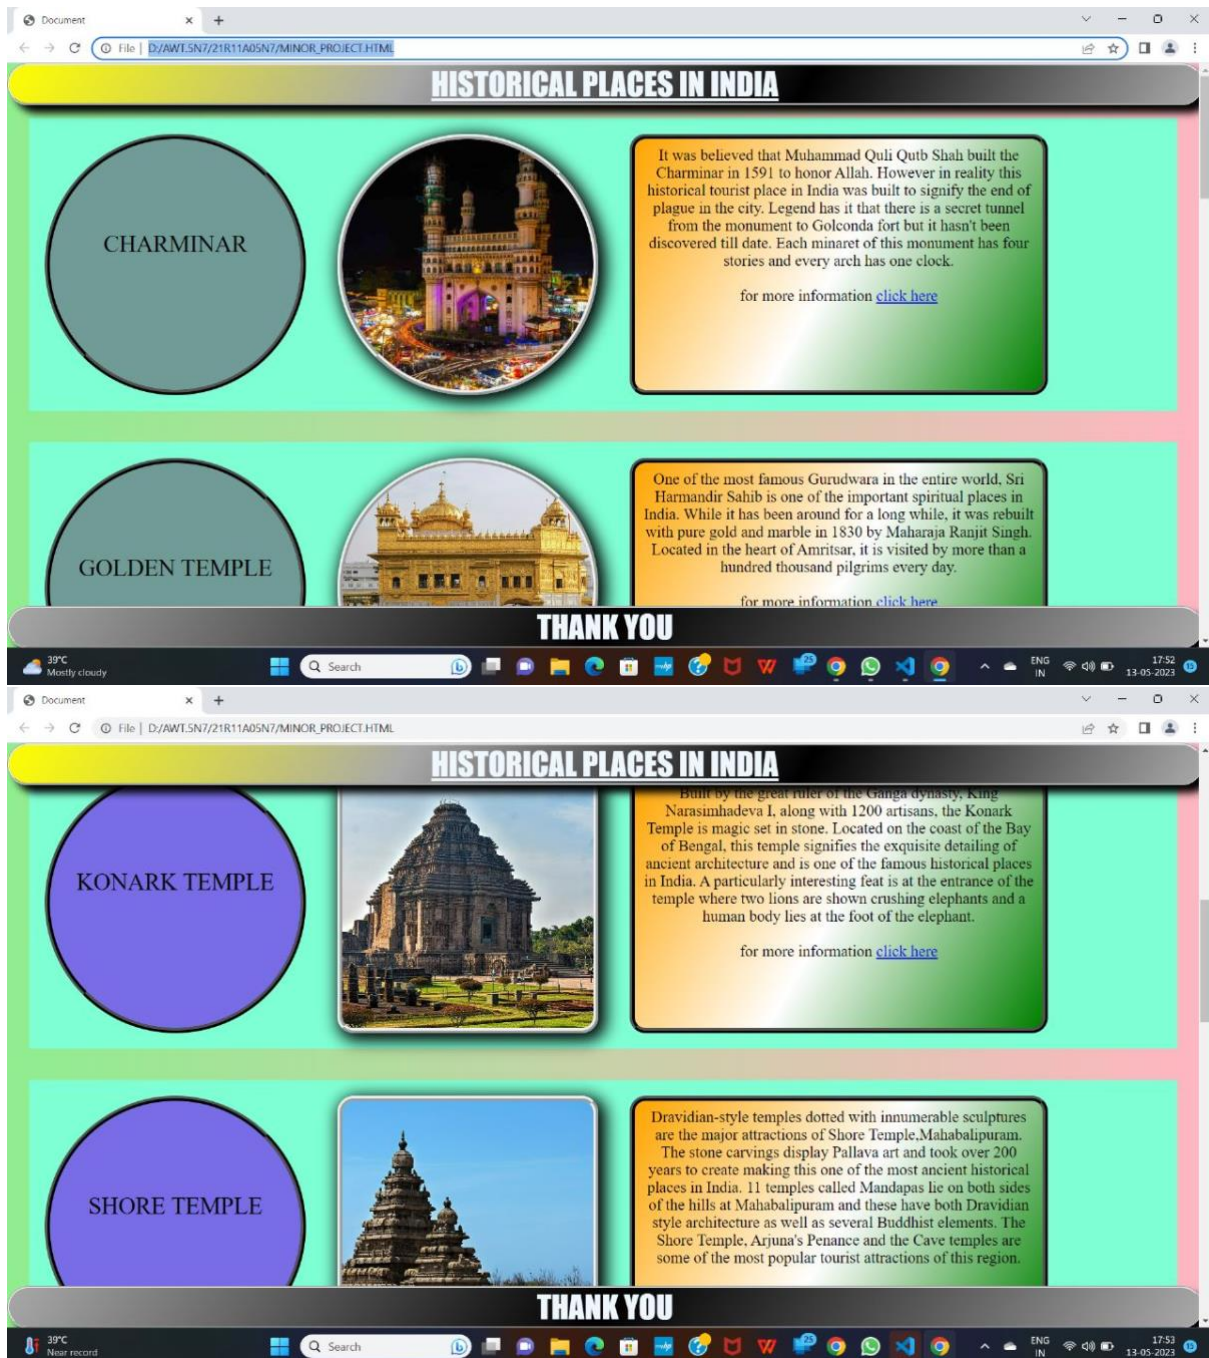 Document
File | D:/AWT.5N7/21R11A05N7/MINOR_PROJECT.HTML
HISTORICAL PLACES IN INDIA
CHARMINAR
It was believed that Muhammad Quli Qutb Shah built the
Charminar in 1591 to honor Allah. However in reality this
historical tourist place in India was built to signify the end of
plague in the city. Legend has it that there is a secret tunnel
from the monument to Golconda fort but it hasn't been
discovered till date. Each minaret of this monument has four
stories and every arch has one clock.
for more information click here
GOLDEN TEMPLE
One of the most famous Gurudwara in the entire world, Sri
Harmandir Sahib is one of the important spiritual places in
India. While it has been around for a long while, it was rebuilt
with pure gold and marble in 1830 by Maharaja Ranjit Singh.
Located in the heart of Amritsar, it is visited by more than a
hundred thousand pilgrims every day.
for more information click here
THANK YOU
39°C
Mostly cloudy
Search
25
ENG
IN
17:52
13-05-2023
Document
File | D:/AWT.5N7/21R11A05N7/MINOR_PROJECT.HTML
HISTORICAL PLACES IN INDIA
KONARK TEMPLE
Built by the great ruler of the Ganga dynasty, King
Narasimhadeva I, along with 1200 artisans, the Konark
Temple is magic set in stone. Located on the coast of the Bay
of Bengal, this temple signifies the exquisite detailing of
ancient architecture and is one of the famous historical places
in India. A particularly interesting feat is at the entrance of the
temple where two lions are shown crushing elephants and a
human body lies at the foot of the elephant.
for more information click here
SHORE TEMPLE
Dravidian-style temples dotted with innumerable sculptures
are the major attractions of Shore Temple,Mahabalipuram.
The stone carvings display Pallava art and took over 200
years to create making this one of the most ancient historical
places in India. 11 temples called Mandapas lie on both sides
of the hills at Mahabalipuram and these have both Dravidian
style architecture as well as several Buddhist elements. The
Shore Temple, Arjuna's Penance and the Cave temples are
some of the most popular tourist attractions of this region.
THANK YOU
39°C
Near record
Search
25
ENG
IN
17:53
13-05-2023